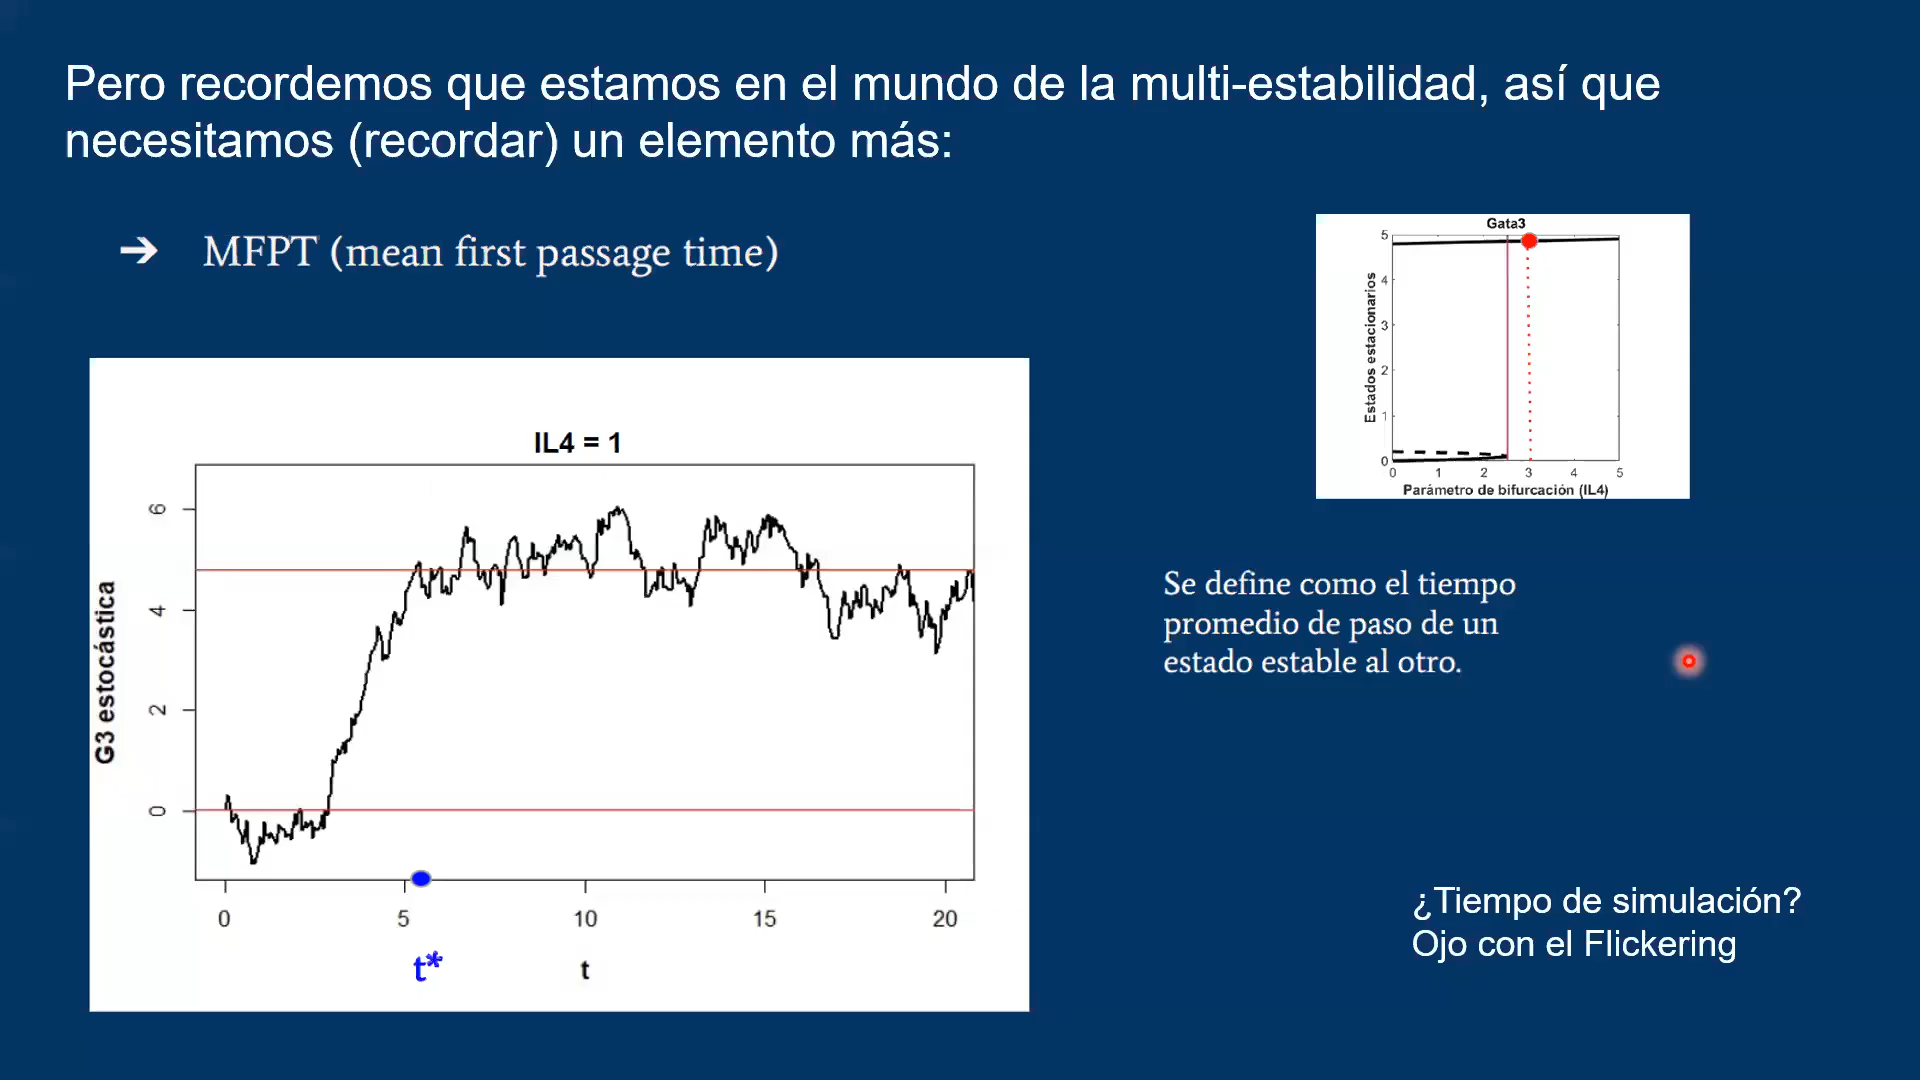 Pero recordemos que estamos en el mundo de la multi-estabilidad, así que
necesitamos (recordar) un elemento más:
➔ MFPT (mean first passage time)
Gata3
Estados estacionarios
5
4
3
2
1
0
0 1 2 3 4 5
Parámetro de bifurcación (IL4)
IL4 = 1
G3 estocástica
6
4
2
0
0 5 10 15 20
t*
t
Se define como el tiempo
promedio de paso de un
estado estable al otro.
¿Tiempo de simulación?
Ojo con el Flickering